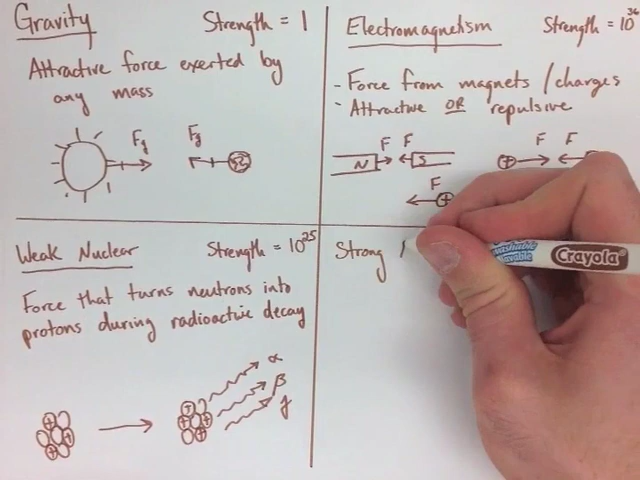 Gravity Strength = 1
Attractive force exerted by
any mass
Fg Fg
Electromagnetism Strength = 10^36
- Force from magnets / charges
- Attractive OR repulsive
F F F F
N S + 
F
+
Weak Nuclear Strength = 10^25
Force that turns neutrons into
protons during radioactive decay
α
β
γ
Strong
washable
Crayola